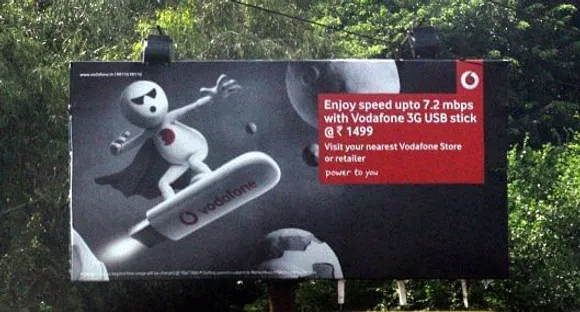 Enjoy speed upto 7.2 mbps
with Vodafone 3G USB stick
@ ₹ 1499
Visit your nearest Vodafone Store
or retailer
power to you
vodafone